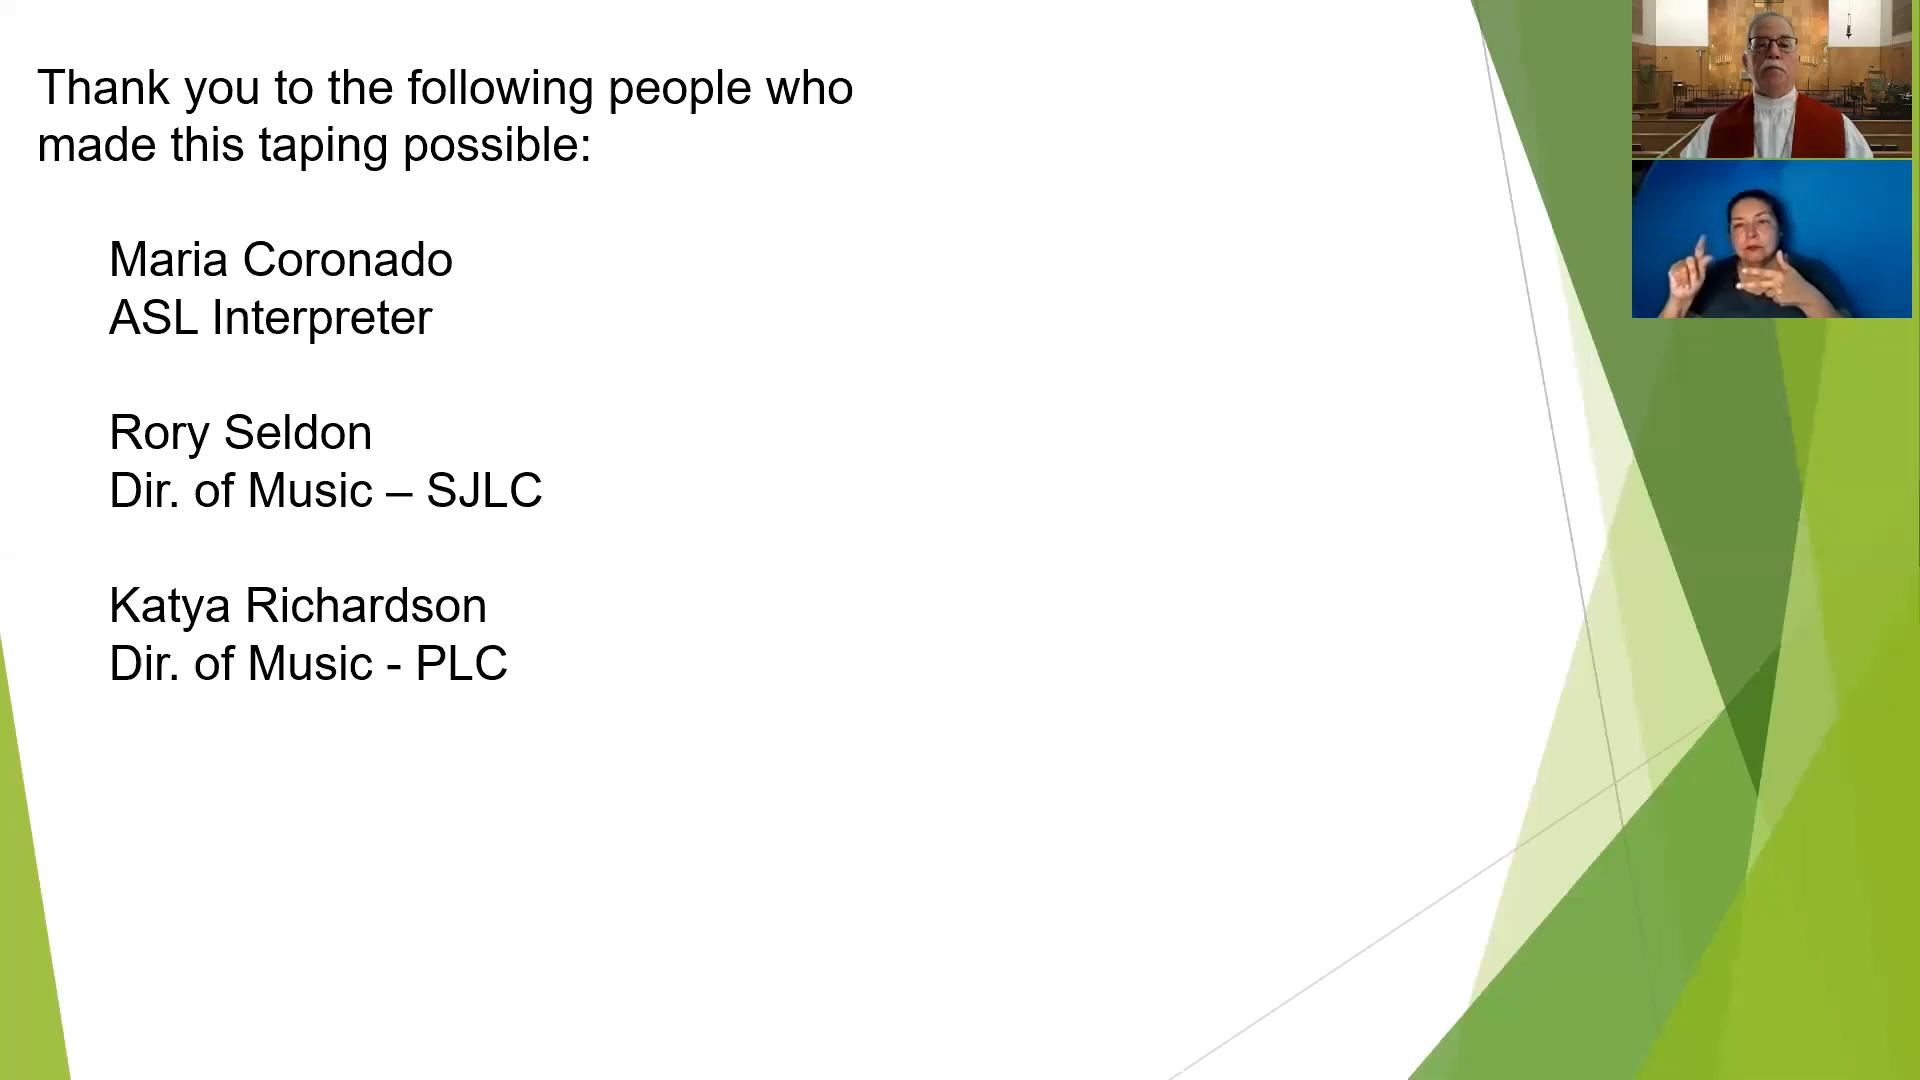 Thank you to the following people who
made this taping possible:
Maria Coronado
ASL Interpreter
Rory Seldon
Dir. of Music – SJLC
Katya Richardson
Dir. of Music - PLC